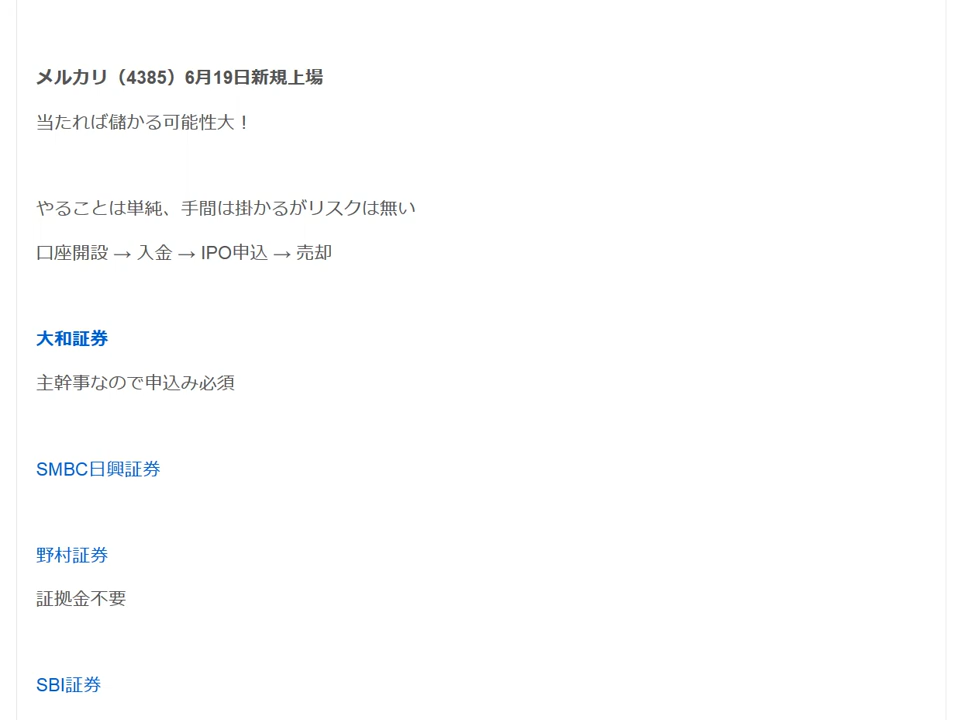 メルカリ（4385）6月19日新規上場
当たれば儲かる可能性大！
やることは単純、手間は掛かるがリスクは無い
口座開設 → 入金 → IPO申込 → 売却
大和証券
主幹事なので申込み必須
SMBC日興証券
野村証券
証拠金不要
SBI証券